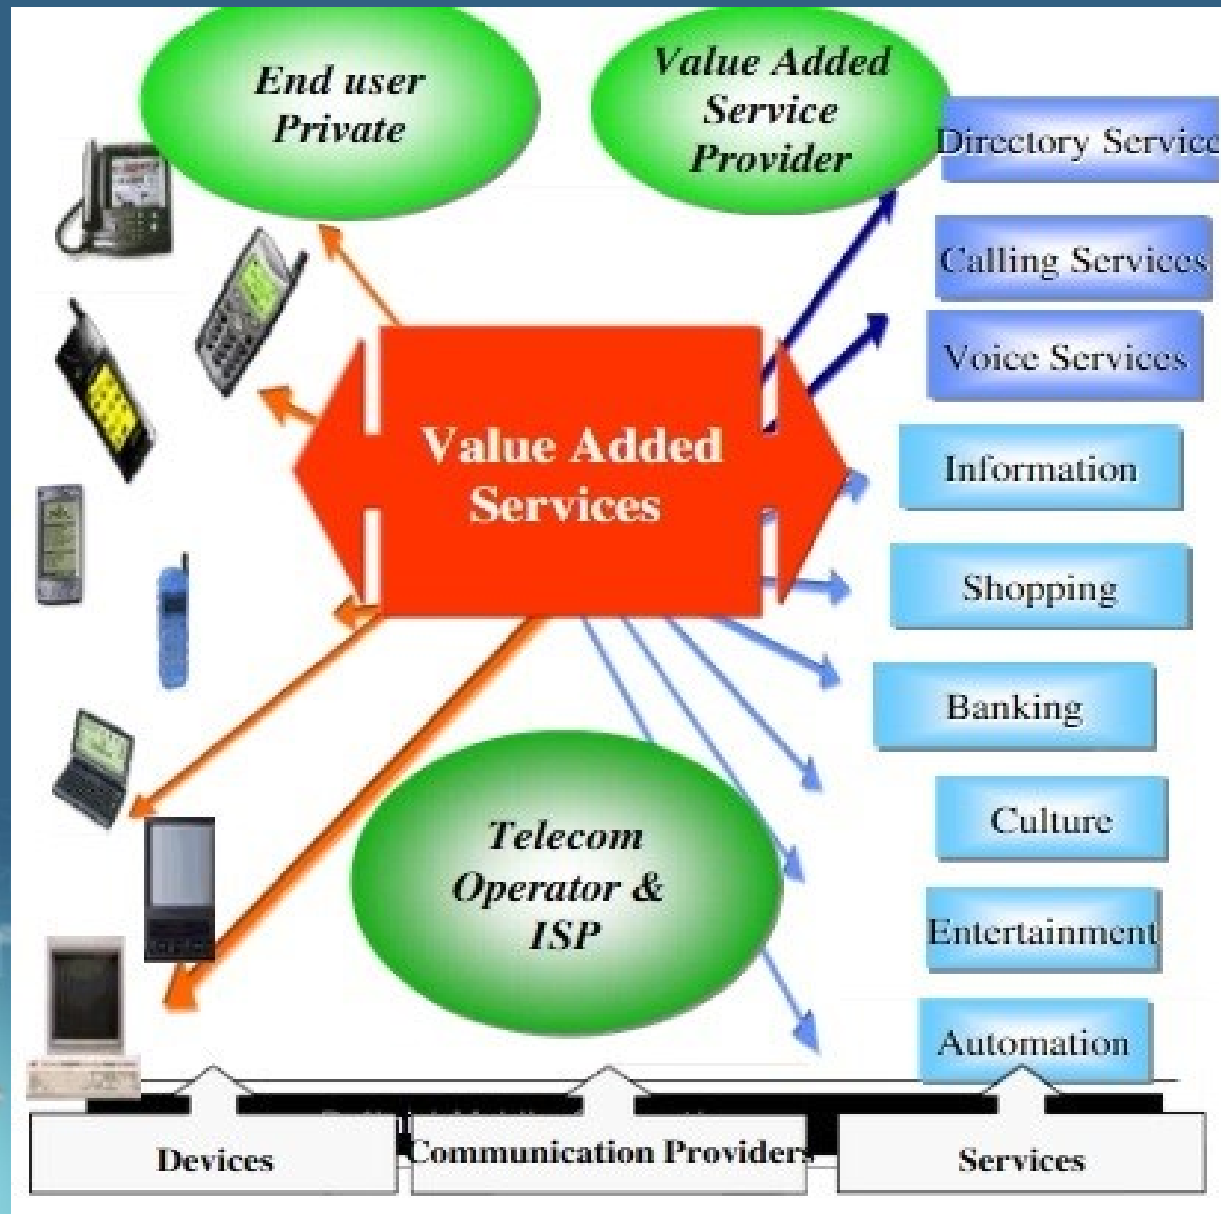 End user
Private
Value Added
Service
Provider
Directory Service
Calling Services
Voice Services
Value Added
Services
Information
Shopping
Banking
Culture
Telecom
Operator &
ISP
Entertainment
Automation
Devices
Communication Providers
Services